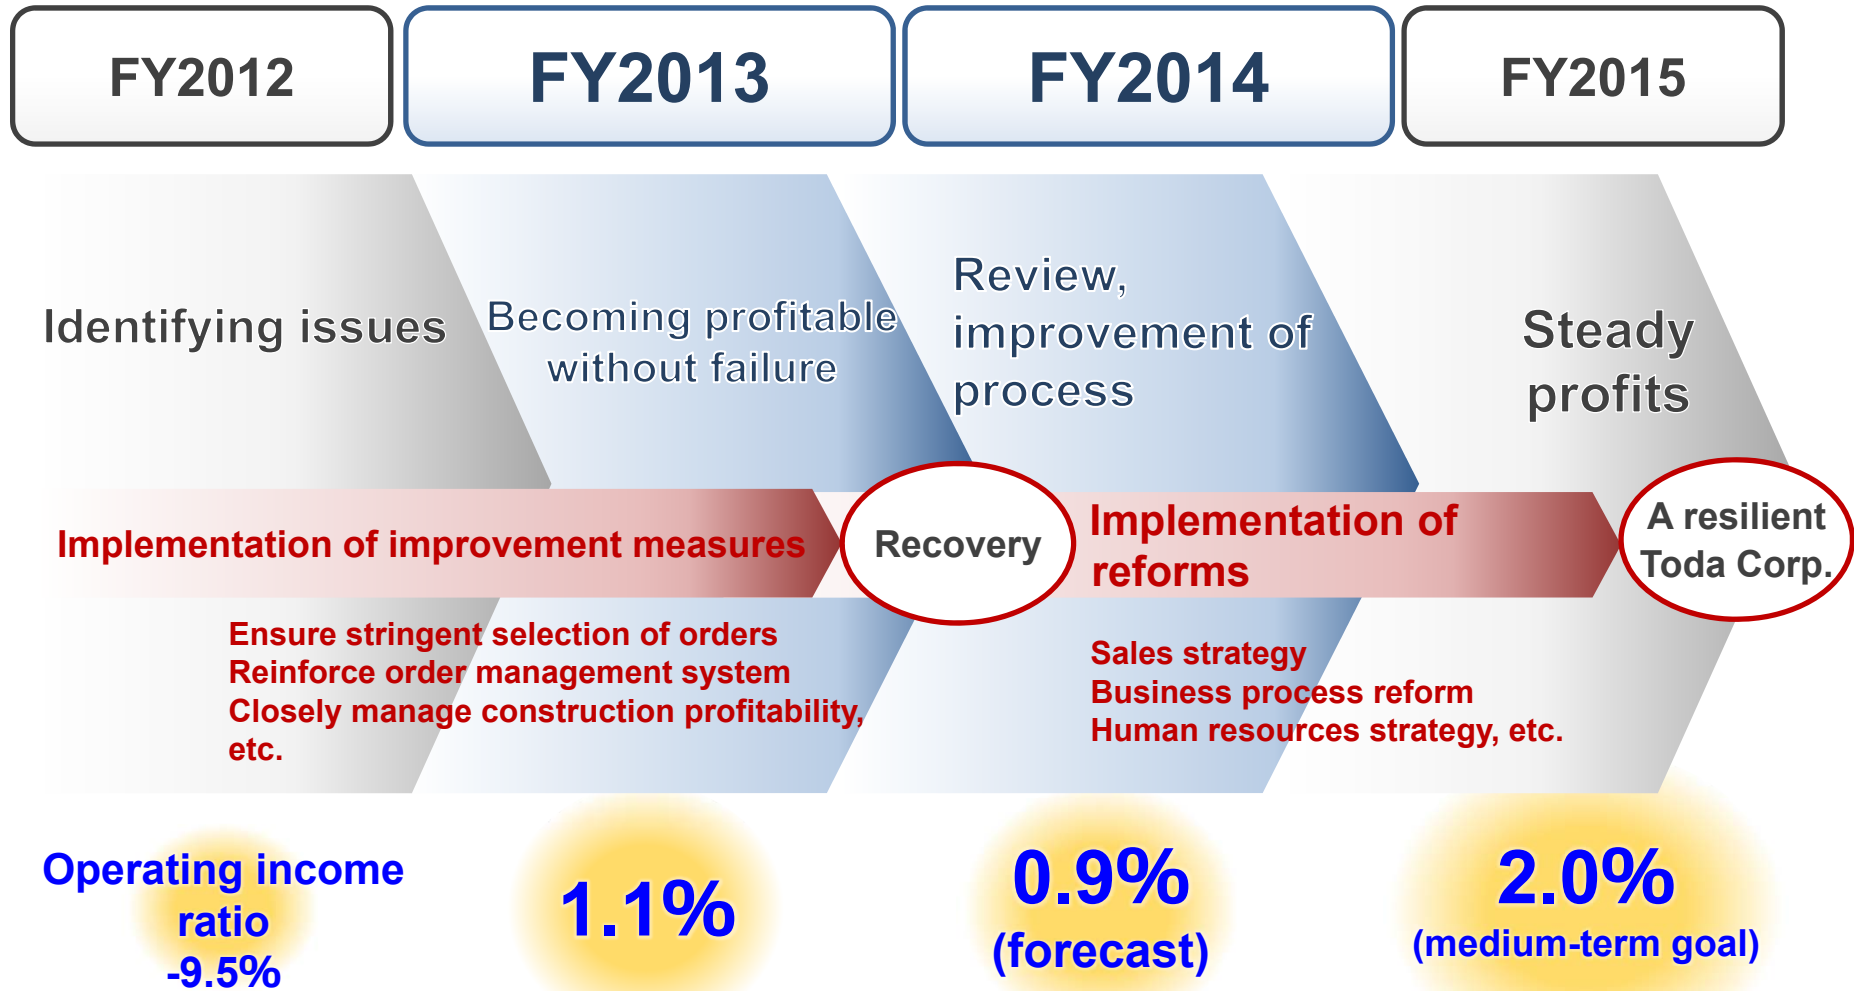 FY2012
FY2013
FY2014
FY2015
Identifying issues
Becoming profitable
without failure
Review,
improvement of
process
Steady
profits
Implementation of improvement measures
Recovery
Implementation of
reforms
A resilient
Toda Corp.
Ensure stringent selection of orders
Reinforce order management system
Closely manage construction profitability,
etc.
Sales strategy
Business process reform
Human resources strategy, etc.
Operating income
ratio
-9.5%
1.1%
0.9%
(forecast)
2.0%
(medium-term goal)